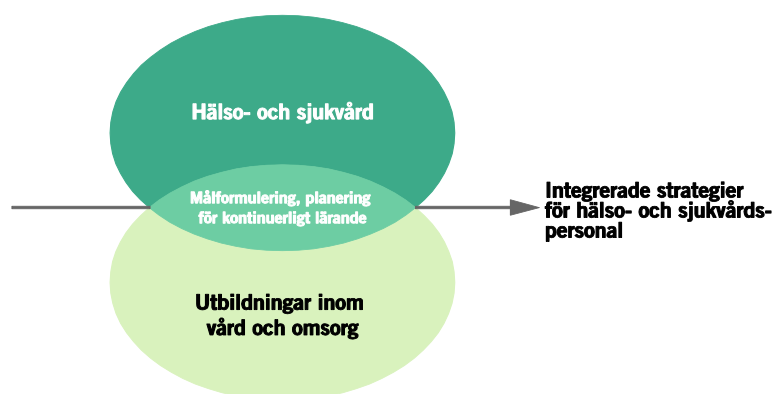 Hälso- och sjukvård
Målformulering, planering
för kontinuerligt lärande
Integrerade strategier
för hälso- och sjukvårds-
personal
Utbildningar inom
vård och omsorg